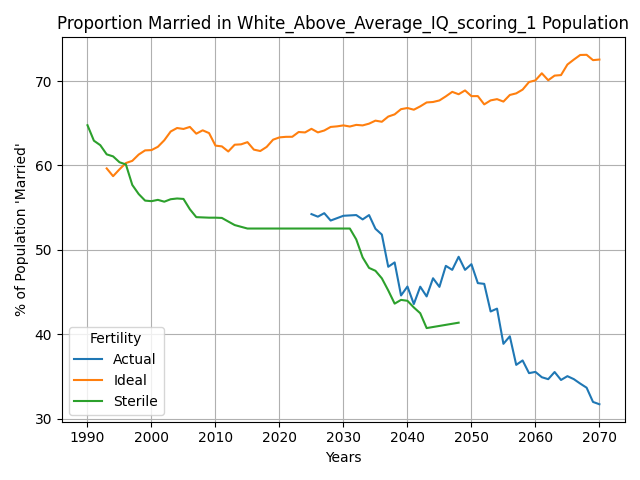 Proportion Married in White_Above_Average_IQ_scoring_1 Population
% of Population 'Married'
70
60
50
40
30
Fertility
Actual
Ideal
Sterile
1990 2000 2010 2020 2030 2040 2050 2060 2070
Years